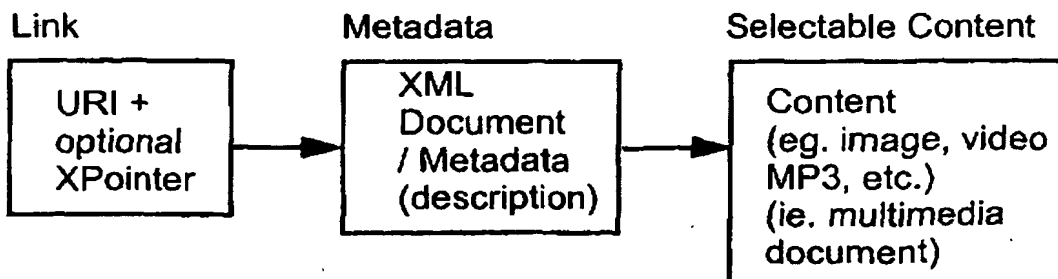 Link
URI +
optional
XPointer
Metadata
XML
Document
/ Metadata
(description)
Selectable Content
Content
(eg. image, video
MP3, etc.)
(ie. multimedia
document)